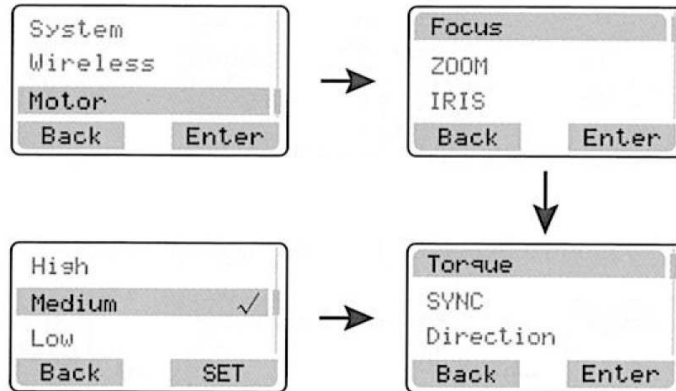 System
Wireless
Motor
Back Enter
Focus
ZOOM
IRIS
Back Enter
High
Medium √
Low
Back SET
Torque
SYNC
Direction
Back Enter